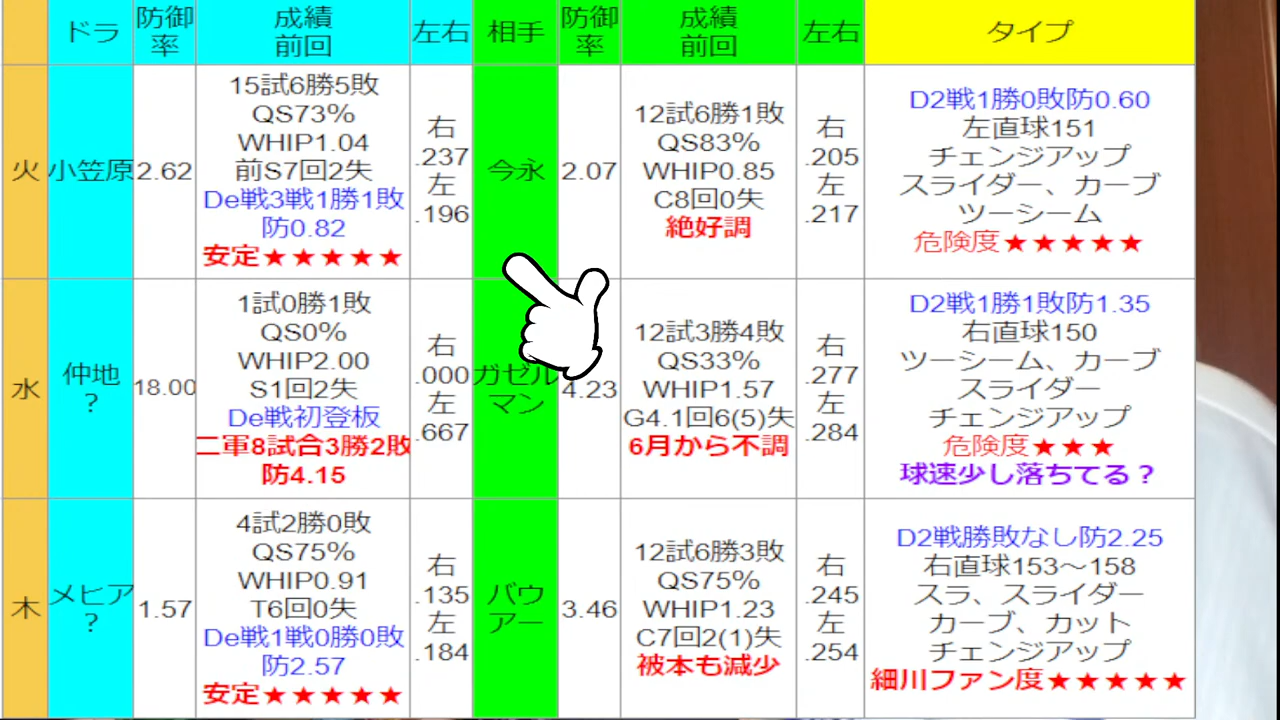 ドラ
防御
率
成績
前回
左右
相手
防御
率
成績
前回
左右
タイプ
火
小笠原
2.62
15試6勝5敗
QS73%
WHIP1.04
前S7回2失
De戦3戦1勝1敗
防0.82
安定★★★★★
右
.237
左
.196
今永
2.07
12試6勝1敗
QS83%
WHIP0.85
C8回0失
絶好調
右
.205
左
.217
D2戦1勝0敗防0.60
左直球151
チェンジアップ
スライダー、カーブ
ツーシーム
危険度★★★★★
水
仲地
?
18.00
1試0勝1敗
QS0%
WHIP2.00
S1回2失
De戦初登板
二軍8試合3勝2敗
防4.15
右
.000
左
.667
ガゼル
マン
4.23
12試3勝4敗
QS33%
WHIP1.57
G4.1回6(5)失
6月から不調
右
.277
左
.284
D2戦1勝1敗防1.35
右直球150
ツーシーム、カーブ
スライダー
チェンジアップ
危険度★★★
球速少し落ちてる？
木
メヒア
?
1.57
4試2勝0敗
QS75%
WHIP0.91
T6回0失
De戦1戦0勝0敗
防2.57
安定★★★★★
右
.135
左
.184
バウ
アー
3.46
12試6勝3敗
QS75%
WHIP1.23
C7回2(1)失
被本も減少
右
.245
左
.254
D2戦勝敗なし防2.25
右直球153～158
スラ、スライダー
カーブ、カット
チェンジアップ
細川ファン度★★★★★